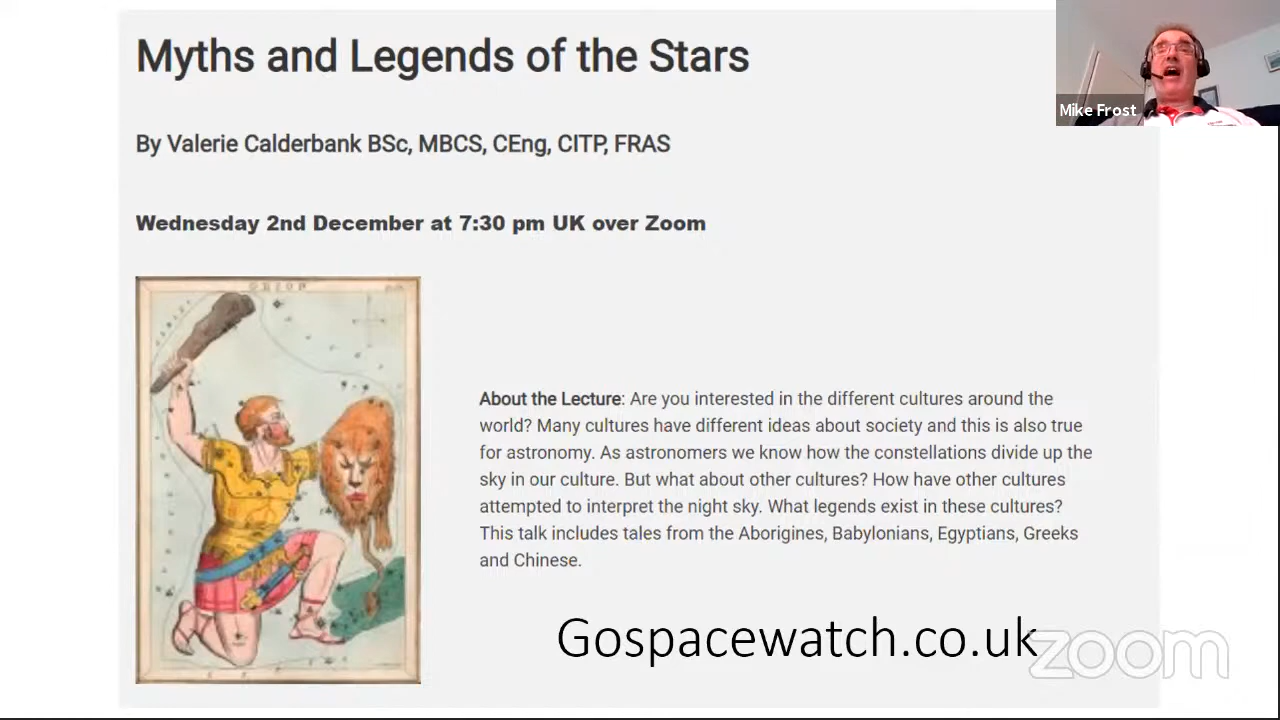 Myths and Legends of the Stars
Mike Frost
By Valerie Calderbank BSc, MBCS, CEng, CITP, FRAS
Wednesday 2nd December at 7:30 pm UK over Zoom
ORION
About the Lecture: Are you interested in the different cultures around the
world? Many cultures have different ideas about society and this is also true
for astronomy. As astronomers we know how the constellations divide up the
sky in our culture. But what about other cultures? How have other cultures
attempted to interpret the night sky. What legends exist in these cultures?
This talk includes tales from the Aborigines, Babylonians, Egyptians, Greeks
and Chinese.
Gospacewatch.co.uk
zoom